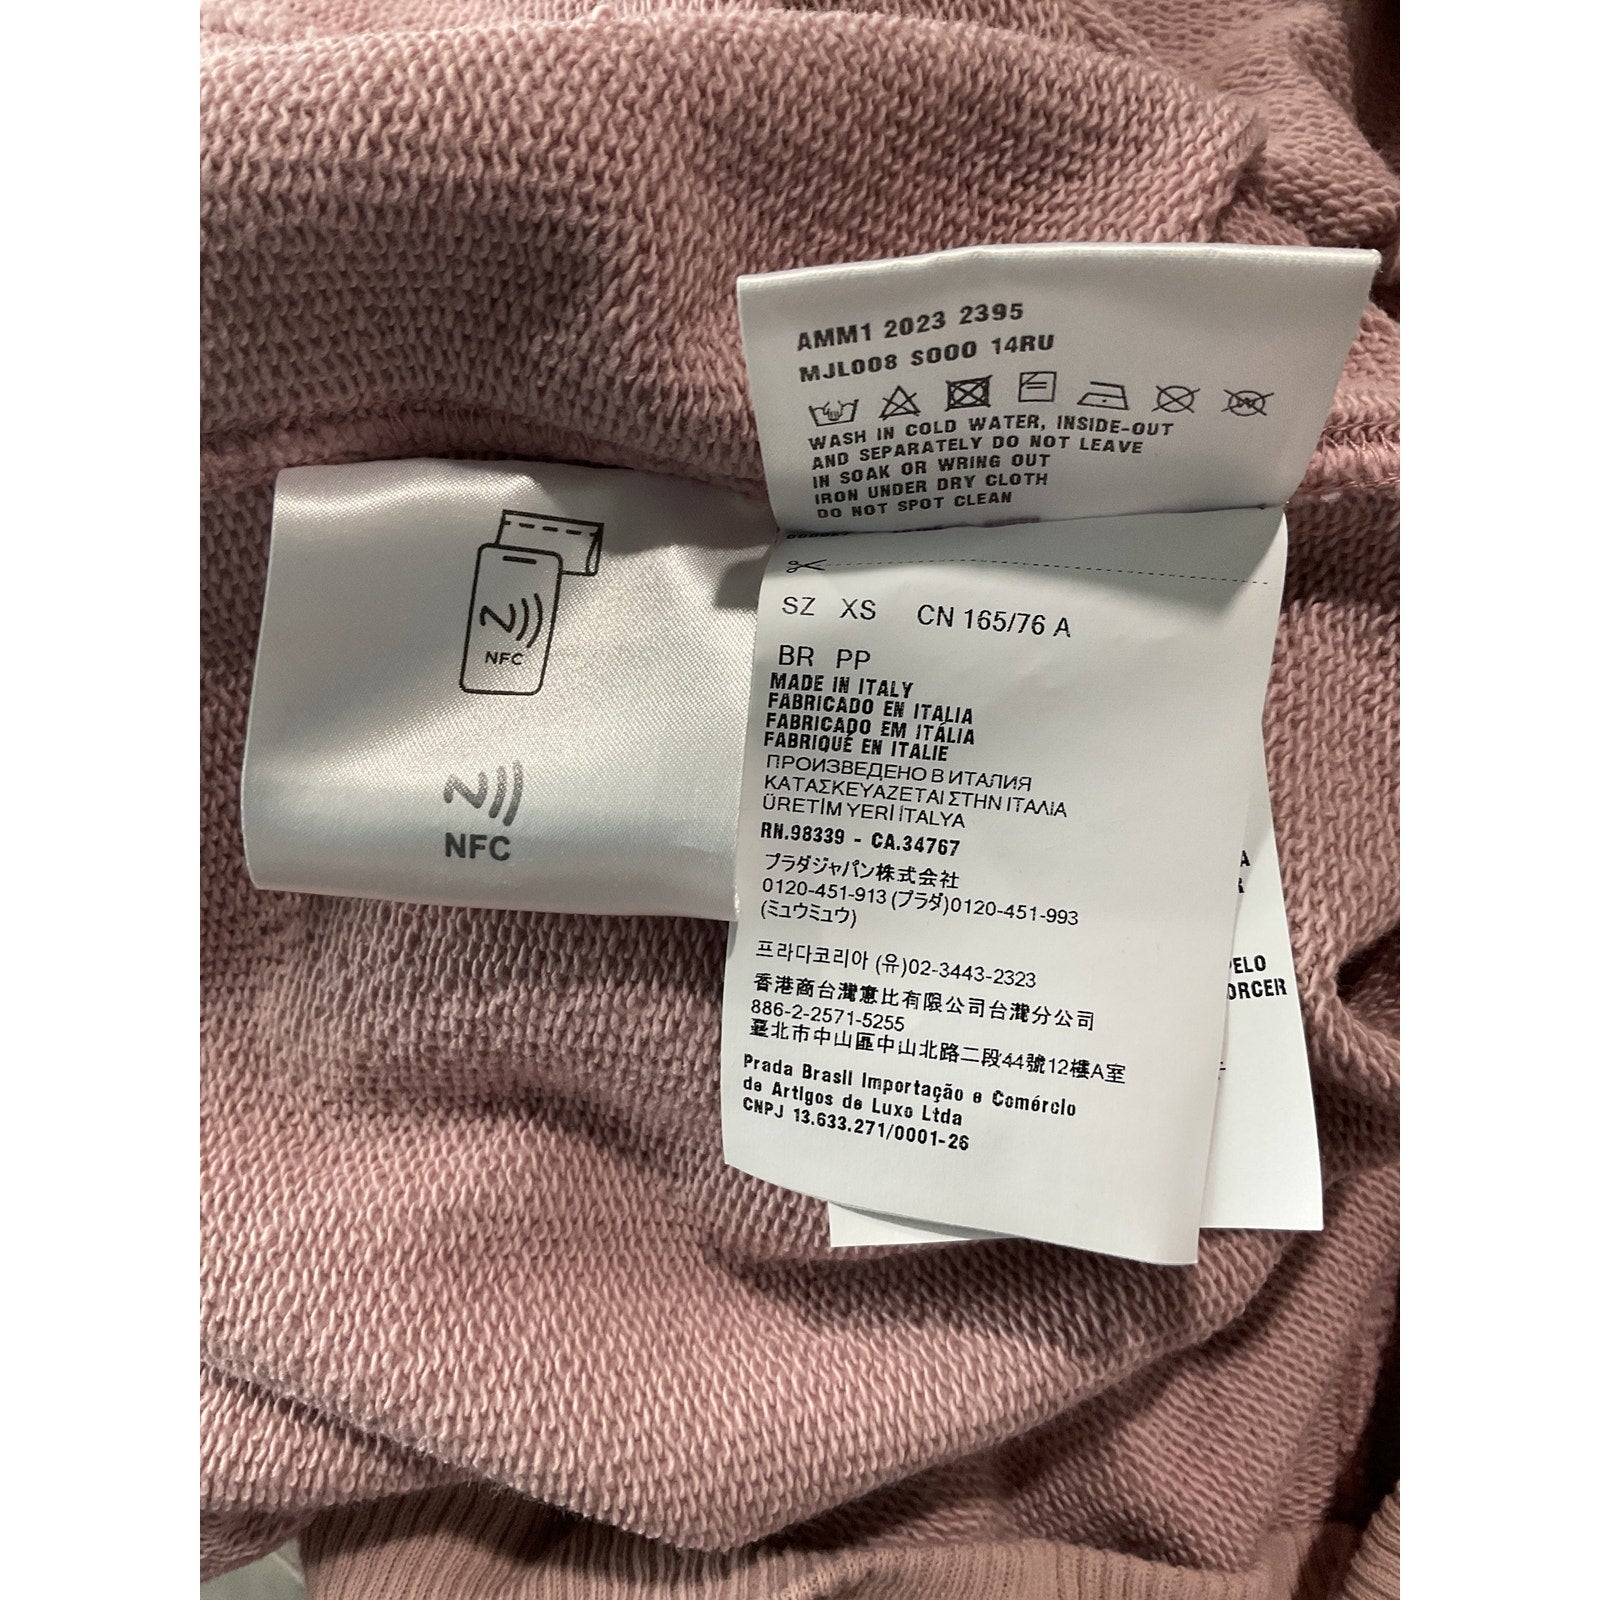 AMM1 2023 2395
MJL008 S000 14RU
WASH IN COLD WATER, INSIDE-OUT
AND SEPARATELY DO NOT LEAVE
IN SOAK OR WRING OUT
IRON UNDER DRY CLOTH
DO NOT SPOT CLEAN
NFC
NFC
SZ XS CN 165/76 A
BR PP
MADE IN ITALY
FABRICADO EN ITALIA
FABRICADO EM ITÁLIA
FABRIQUÉ EN ITALIE
ПРОИЗВЕДЕНО В ИТАЛИЯ
ΚΑΤΑΣΚΕΥΑΖΕΤΑΙ ΣΤΗΝ ΙΤΑΛΙΑ
ÜRETİM YERİ İTALYA
RN.98339 - CA.34767
プラダジャパン株式会社
0120-451-913 (プラダ)0120-451-993
(ミュウミュウ)
프라다코리아 (유)02-3443-2323
香港商台灣惠比有限公司台灣分公司
886-2-2571-5255
臺北市中山區中山北路二段44號12樓A室
Prada Brasil Importação e Comércio
de Artigos de Luxo Ltda
CNPJ 13.633.271/0001-26